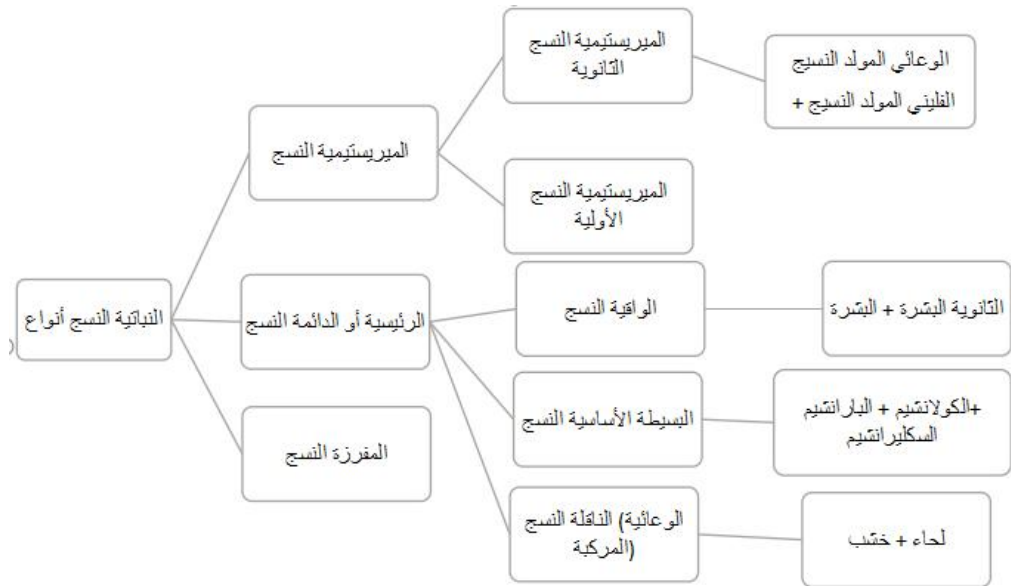 النباتية النسج أنواع
الميريستيمية النسج
الميريستيمية النسج
الثانوية
الوعائي المولد النسيج
الفليني المولد النسيج +
الميريستيمية النسج
الأولية
الرئيسية أو الدائمة النسج
الواقية النسج
الثانوية البشرة + البشرة
البسيطة الأساسية النسج
+الكولانشيم + البارانشيم
السكليرانشيم
الوعائية) الناقلة النسج
(المركبة
لحاء + خشب
المفرزة النسج